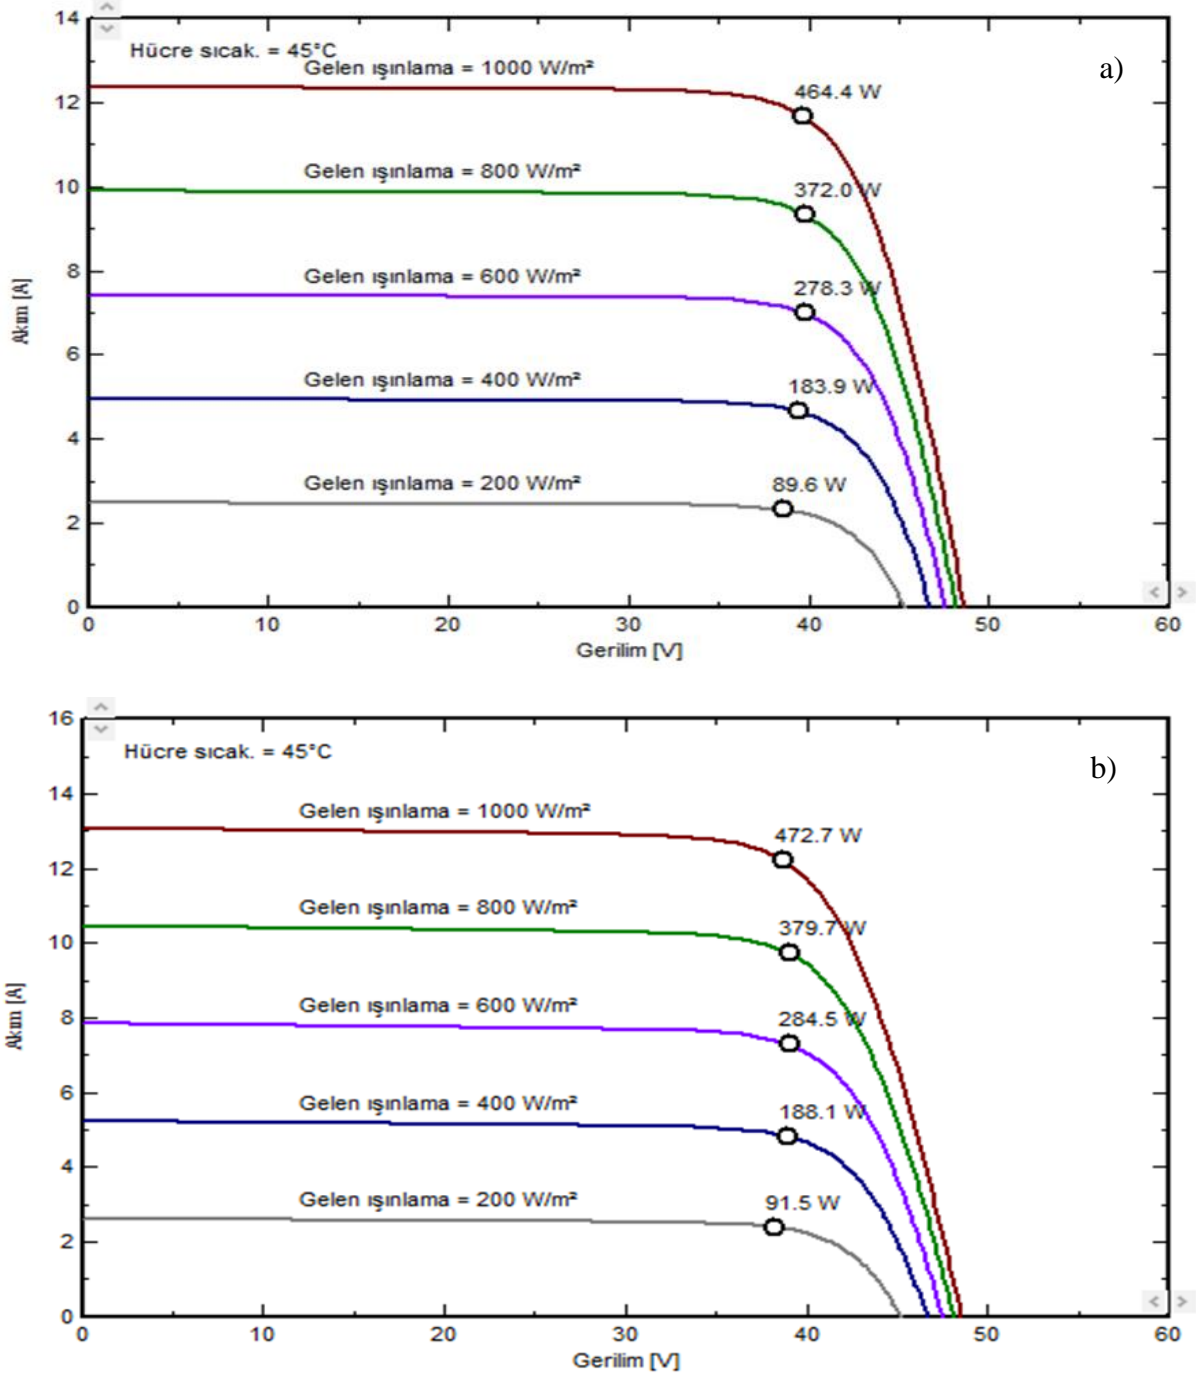 14
Hücre sıcak. = 45°C
a)
Gelen ışınlama = 1000 W/m²
464.4 W
12
Gelen ışınlama = 800 W/m²
372.0 W
10
Gelen ışınlama = 600 W/m²
278.3 W
8
Akım [A]
6
Gelen ışınlama = 400 W/m²
183.9 W
4
Gelen ışınlama = 200 W/m²
89.6 W
2
0
0 10 20 30 40 50 60
Gerilim [V]
16
Hücre sıcak. = 45°C
b)
14
Gelen ışınlama = 1000 W/m²
472.7 W
12
Gelen ışınlama = 800 W/m²
379.7 W
10
Gelen ışınlama = 600 W/m²
284.5 W
8
Akım [A]
6
Gelen ışınlama = 400 W/m²
188.1 W
4
Gelen ışınlama = 200 W/m²
91.5 W
2
0
0 10 20 30 40 50 60
Gerilim [V]